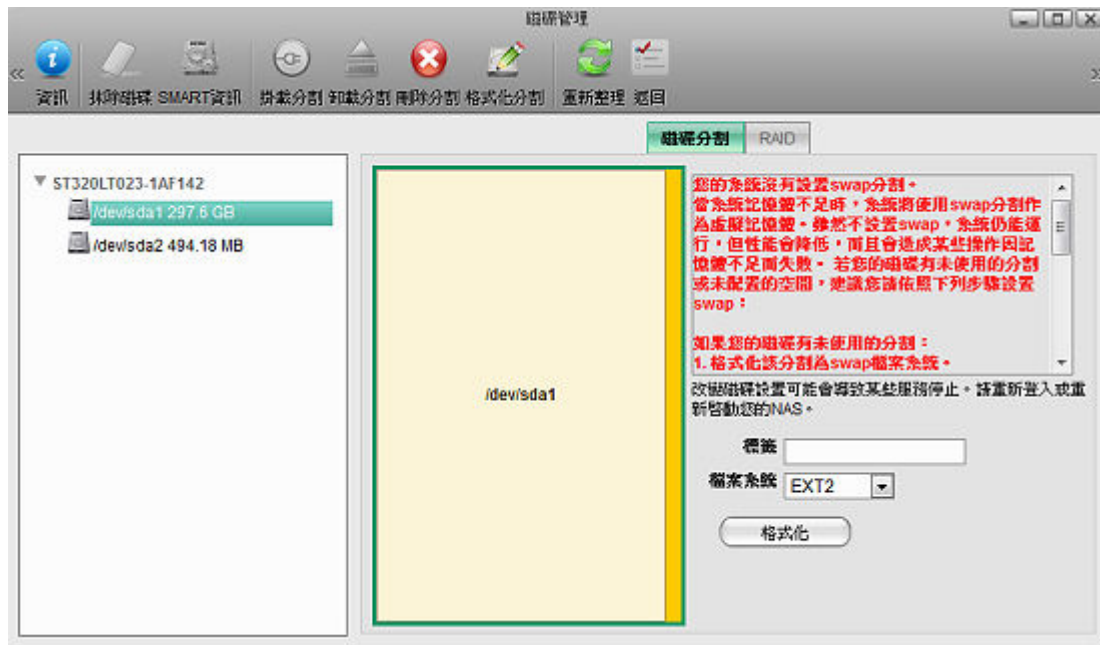 磁碟管理
資訊 抹除磁碟 SMART資訊 掛載分割 卸載分割 刪除分割 格式化分割 重新整理 返回
磁碟分割 RAID
ST320LT023-1AF142
/dev/sda1 297.6 GB
/dev/sda2 494.18 MB
/dev/sda1
您的系統沒有設置swap分割。
當系統記憶體不足時，系統將使用swap分割作
為虛擬記憶體。雖然不設置swap，系統仍能運
行，但性能會降低，而且會造成某些操作因記
憶體不足而失敗。 若您的磁碟有未使用的分割
或未配置的空間，建議您請依照下列步驟設置
swap：
如果您的磁碟有未使用的分割：
1. 格式化該分割為swap檔案系統。
改變磁碟設置可能會導致某些服務停止。請重新登入或重
新啓動您的NAS。
標籤
檔案系統 EXT2
格式化